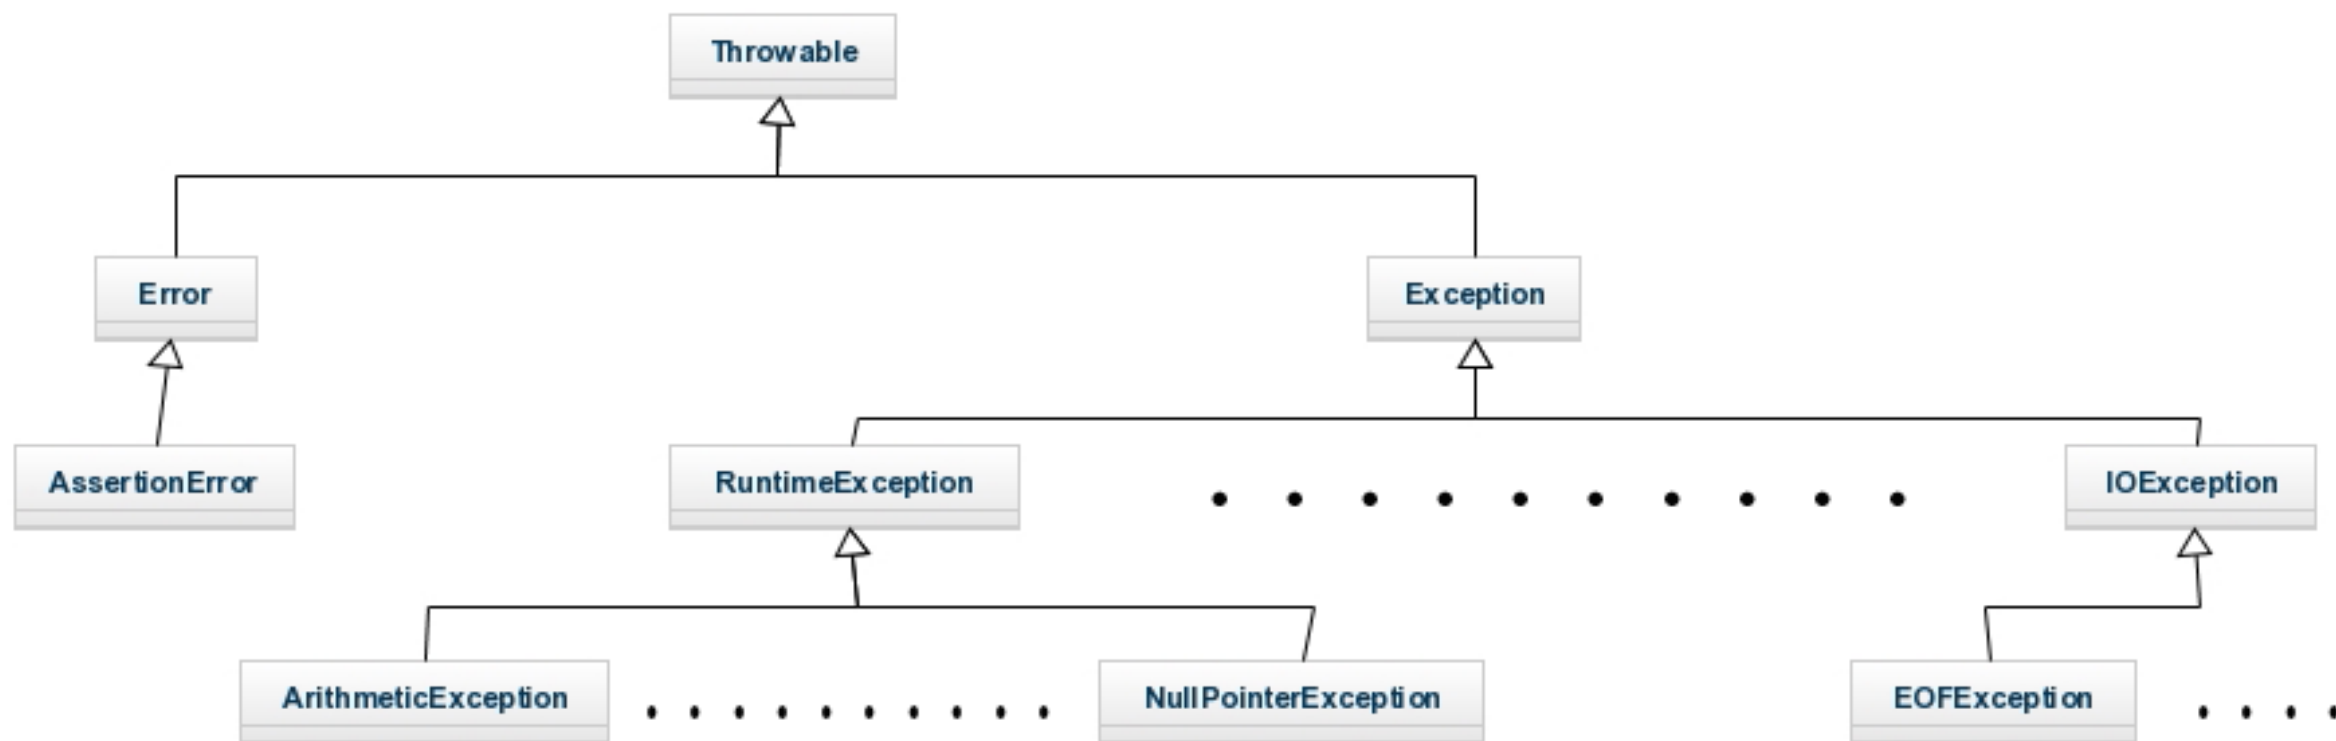 Throwable
Error
Exception
AssertionError
RuntimeException
IOException
ArithmeticException
NullPointerException
EOFException